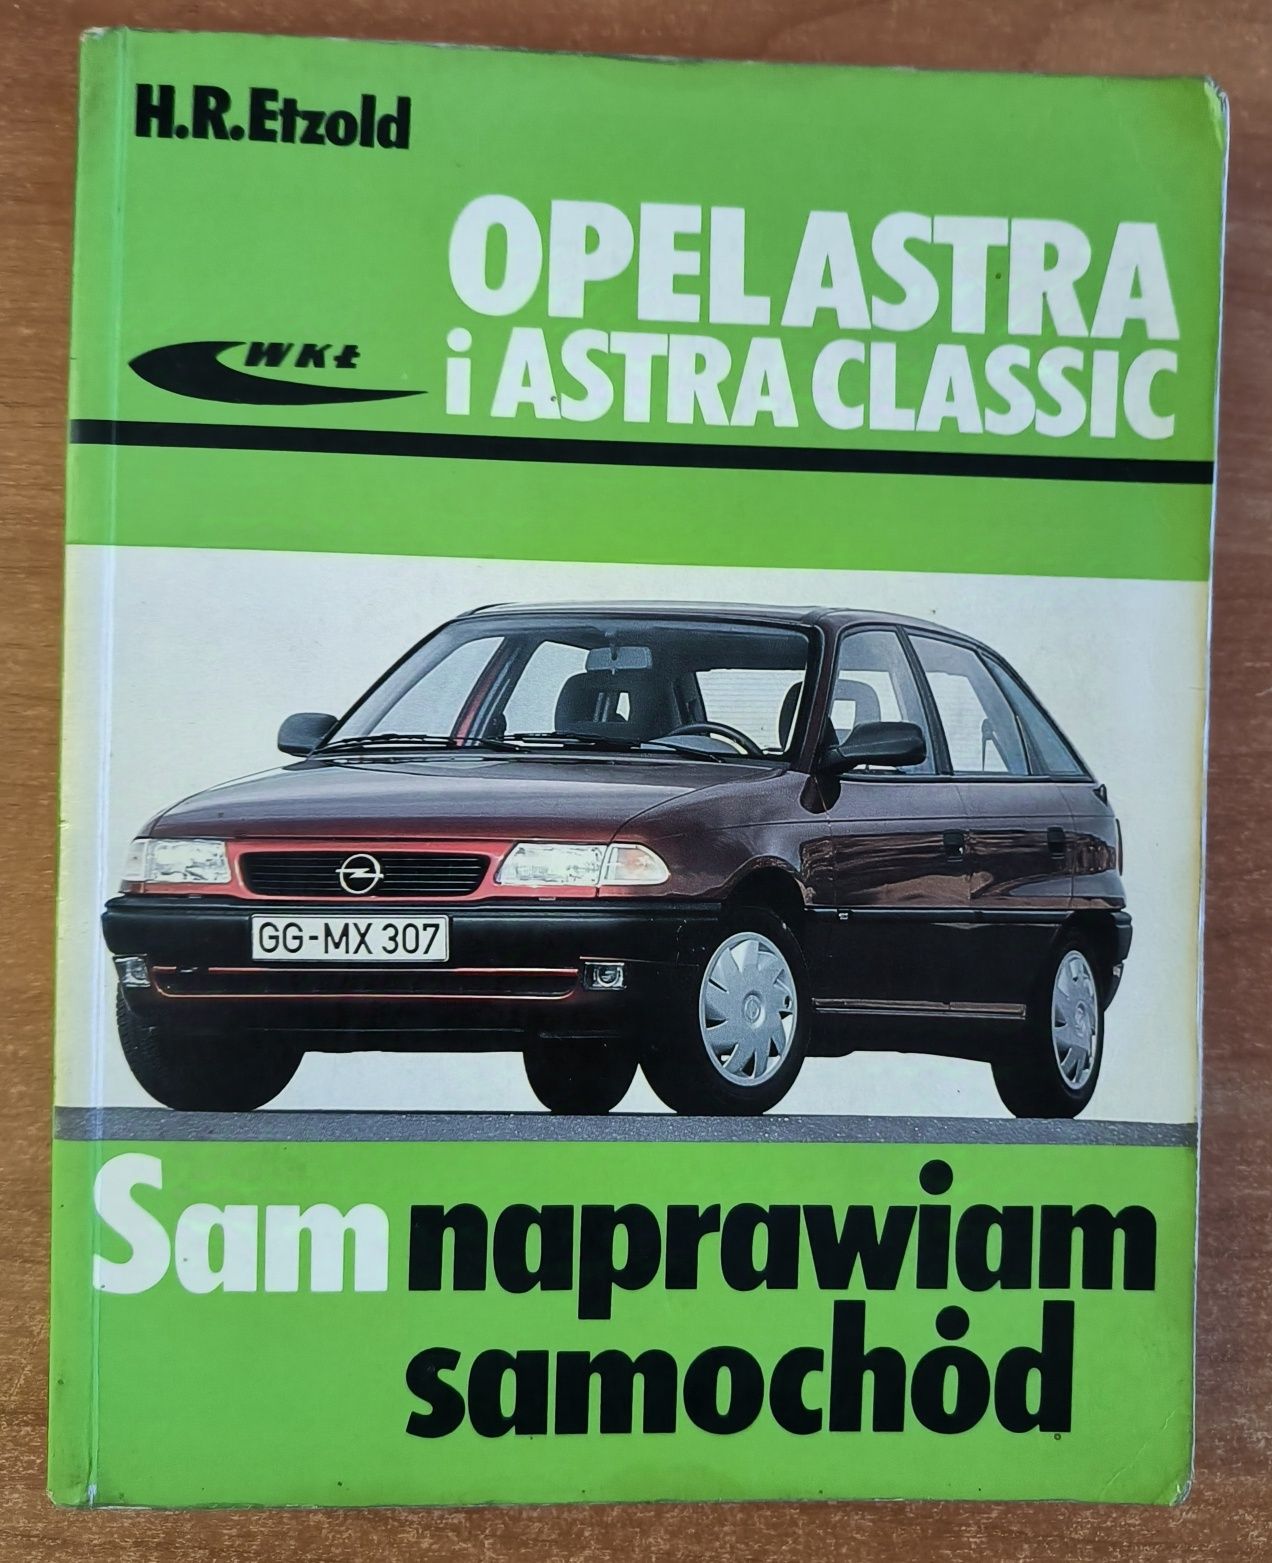 H.R.Etzold
OPEL ASTRA
i ASTRA CLASSIC
WKŁ
GG-MX 307
Sam naprawiam
samochód